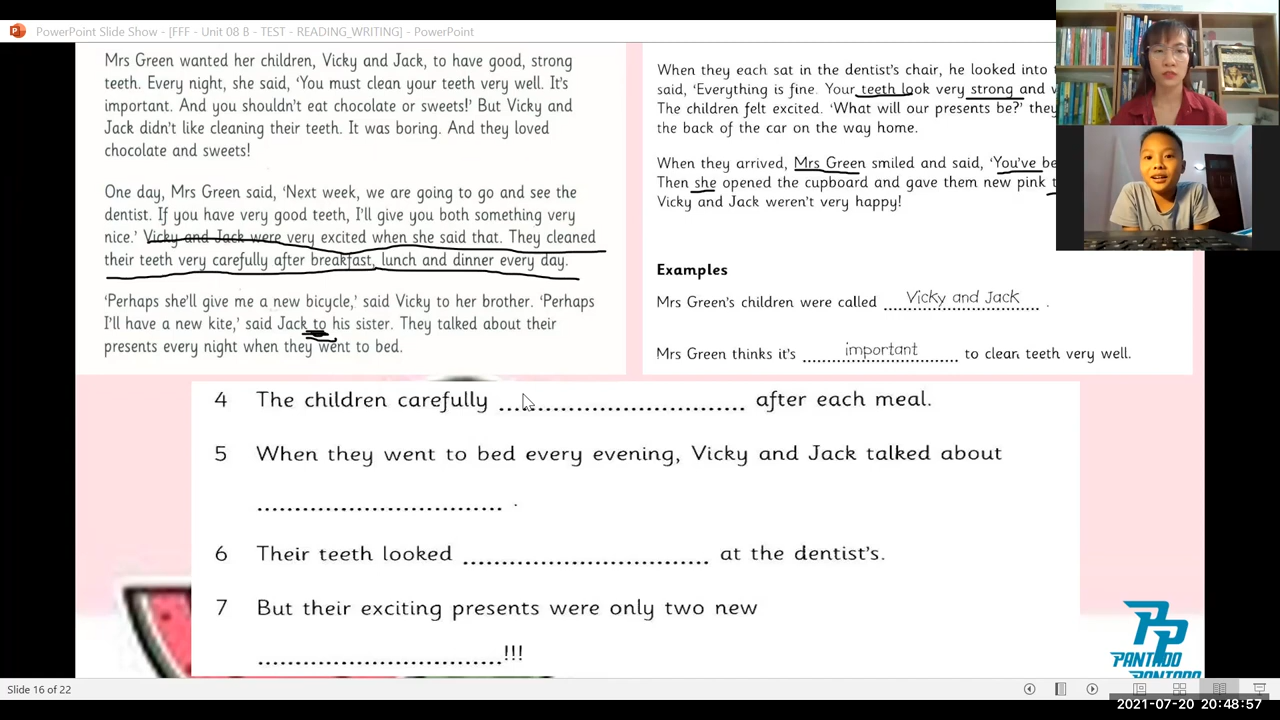 PowerPoint Slide Show - [FFF - Unit 08 B - TEST - READING_WRITING] - PowerPoint
Mrs Green wanted her children, Vicky and Jack, to have good, strong
teeth. Every night, she said, 'You must clean your teeth very well. It's
important. And you shouldn't eat chocolate or sweets!' But Vicky and
Jack didn't like cleaning their teeth. It was boring. And they loved
chocolate and sweets!
One day, Mrs Green said, 'Next week, we are going to go and see the
dentist. If you have very good teeth, I'll give you both something very
nice.' Vicky and Jack were very excited when she said that. They cleaned
their teeth very carefully after breakfast, lunch and dinner every day.
'Perhaps she'll give me a new bicycle,' said Vicky to her brother. 'Perhaps
I'll have a new kite,' said Jack to his sister. They talked about their
presents every night when they went to bed.
When they each sat in the dentist's chair, he looked into
said, 'Everything is fine. Your teeth look very strong and
The children felt excited. 'What will our presents be?'
the back of the car on the way home.
When they arrived, Mrs Green smiled and said, 'You've
Then she opened the cupboard and gave them new pink
Vicky and Jack weren't very happy!
Examples
Mrs Green's children were called Vicky and Jack .
Mrs Green thinks it's important to clean teeth very well.
4 The children carefully .......................... after each meal.
5 When they went to bed every evening, Vicky and Jack talked about
.......................... .
6 Their teeth looked .......................... at the dentist's.
7 But their exciting presents were only two new
..........................!!!
PANTADO
PANTADO
Slide 16 of 22
2021-07-20 20:48:57